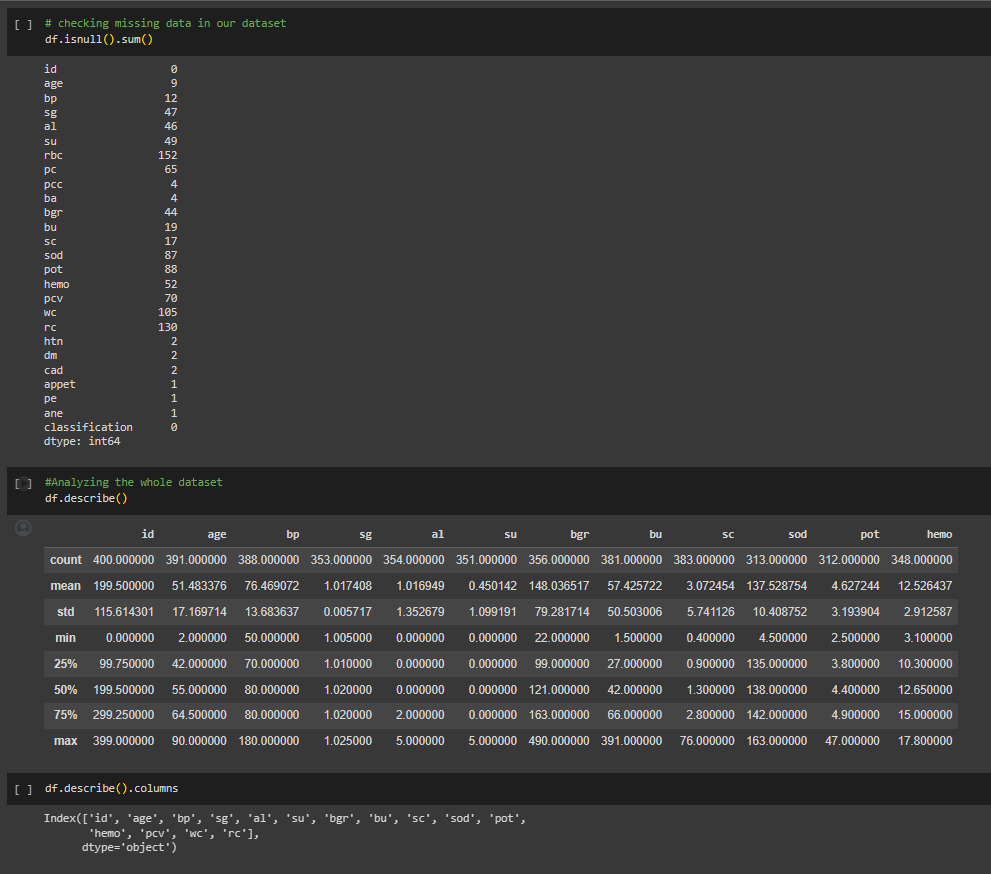 [ ] # checking missing data in our dataset
df.isnull().sum()
id 0
age 9
bp 12
sg 47
al 46
su 49
rbc 152
pc 65
pcc 4
ba 4
bgr 44
bu 19
sc 17
sod 87
pot 88
hemo 52
pcv 70
wc 105
rc 130
htn 2
dm 2
cad 2
appet 1
pe 1
ane 1
classification 0
dtype: int64
[ ] #Analyzing the whole dataset
df.describe()
id age bp sg al su bgr bu sc sod pot hemo
count 400.000000 391.000000 388.000000 353.000000 354.000000 351.000000 356.000000 381.000000 383.000000 313.000000 312.000000 348.000000
mean 199.500000 51.483376 76.469072 1.017408 1.016949 0.450142 148.036517 57.425722 3.072454 137.528754 4.627244 12.526437
std 115.614301 17.169714 13.683637 0.005717 1.352679 1.099191 79.281714 50.503006 5.741126 10.408752 3.193904 2.912587
min 0.000000 2.000000 50.000000 1.005000 0.000000 0.000000 22.000000 1.500000 0.400000 4.500000 2.500000 3.100000
25% 99.750000 42.000000 70.000000 1.010000 0.000000 0.000000 99.000000 27.000000 0.900000 135.000000 3.800000 10.300000
50% 199.500000 55.000000 80.000000 1.020000 0.000000 0.000000 121.000000 42.000000 1.300000 138.000000 4.400000 12.650000
75% 299.250000 64.500000 80.000000 1.020000 2.000000 0.000000 163.000000 66.000000 2.800000 142.000000 4.900000 15.000000
max 399.000000 90.000000 180.000000 1.025000 5.000000 5.000000 490.000000 391.000000 76.000000 163.000000 47.000000 17.800000
[ ] df.describe().columns
Index(['id', 'age', 'bp', 'sg', 'al', 'su', 'bgr', 'bu', 'sc', 'sod', 'pot',
'hemo', 'pcv', 'wc', 'rc'],
dtype='object')